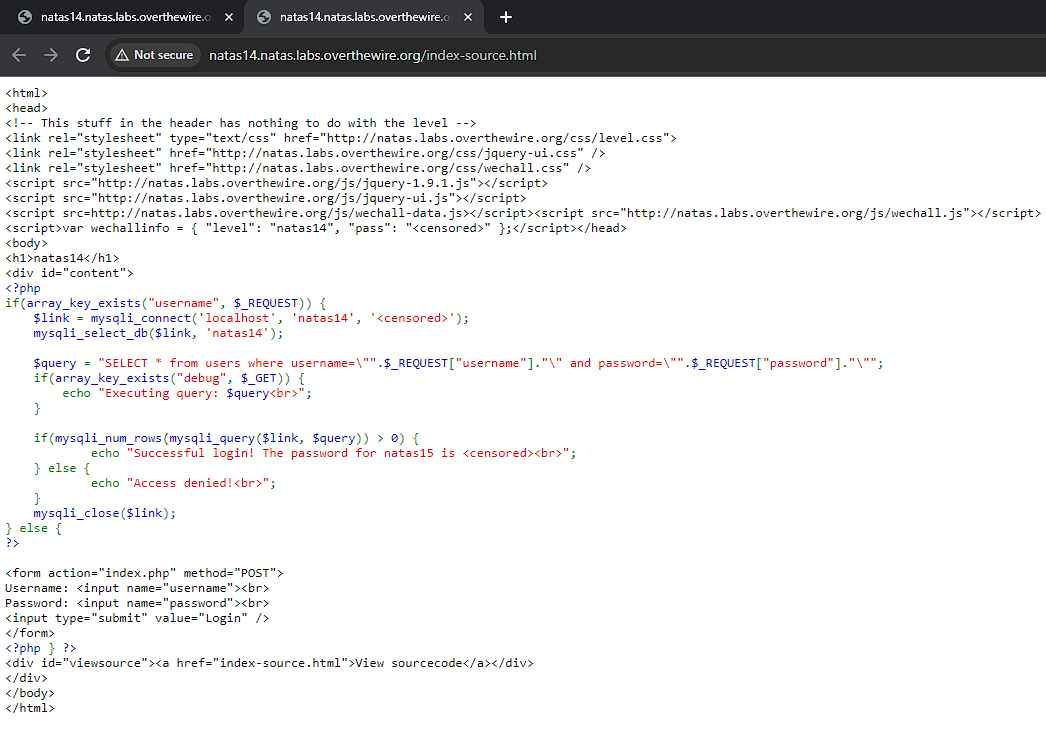 natas14.natas.labs.overthewire.o
natas14.natas.labs.overthewire.o
Not secure
natas14.natas.labs.overthewire.org/index-source.html
<html>
<head>
<!-- This stuff in the header has nothing to do with the level -->
<link rel="stylesheet" type="text/css" href="http://natas.labs.overthewire.org/css/level.css">
<link rel="stylesheet" href="http://natas.labs.overthewire.org/css/jquery-ui.css" />
<link rel="stylesheet" href="http://natas.labs.overthewire.org/css/wechall.css" />
<script src="http://natas.labs.overthewire.org/js/jquery-1.9.1.js"></script>
<script src="http://natas.labs.overthewire.org/js/jquery-ui.js"></script>
<script src=http://natas.labs.overthewire.org/js/wechall-data.js></script><script src="http://natas.labs.overthewire.org/js/wechall.js"></script>
<script>var wechallinfo = { "level": "natas14", "pass": "<censored>" };</script></head>
<body>
<h1>natas14</h1>
<div id="content">
<?php
if(array_key_exists("username", $_REQUEST)) {
    $link = mysqli_connect('localhost', 'natas14', '<censored>');
    mysqli_select_db($link, 'natas14');

    $query = "SELECT * from users where username=\"".$_REQUEST["username"]."\" and password=\"".$_REQUEST["password"]."\"";
    if(array_key_exists("debug", $_GET)) {
        echo "Executing query: $query<br>";
    }

    if(mysqli_num_rows(mysqli_query($link, $query)) > 0) {
            echo "Successful login! The password for natas15 is <censored><br>";
    } else {
            echo "Access denied!<br>";
    }
    mysqli_close($link);
} else {
?>

<form action="index.php" method="POST">
Username: <input name="username"><br>
Password: <input name="password"><br>
<input type="submit" value="Login" />
</form>
<?php } ?>
<div id="viewsource"><a href="index-source.html">View sourcecode</a></div>
</div>
</body>
</html>